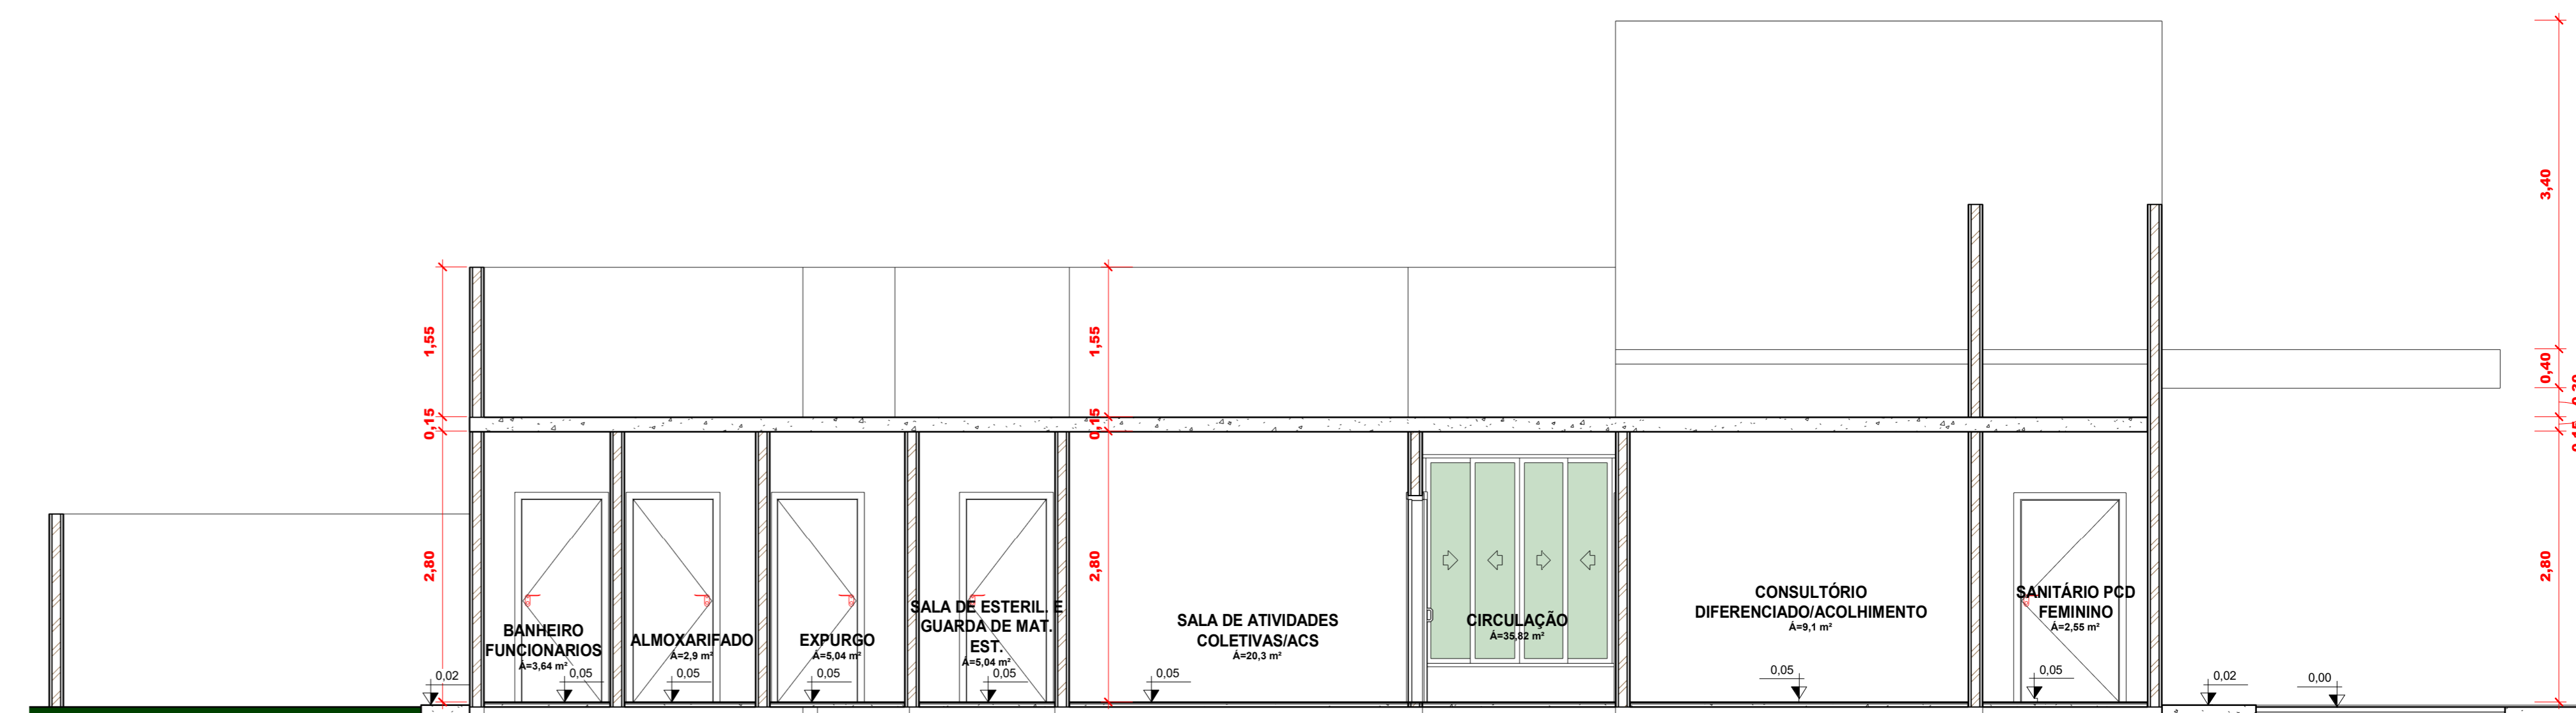 3,40
1,55
1,55
0,40
0,15
0,15
2,80
2,80
2,80
BANHEIRO
FUNCIONARIOS
Á=3,64 m²
ALMOXARIFADO
Á=2,9 m²
EXPURGO
Á=5,04 m²
SALA DE ESTERIL. E
GUARDA DE MAT.
EST.
Á=5,04 m²
SALA DE ATIVIDADES
COLETIVAS/ACS
Á=20,3 m²
CIRCULAÇÃO
Á=35,82 m²
CONSULTÓRIO
DIFERENCIADO/ACOLHIMENTO
Á=9,1 m²
SANITÁRIO PCD
FEMININO
Á=2,55 m²
0,02
0,05
0,05
0,05
0,05
0,05
0,05
0,05
0,02
0,00